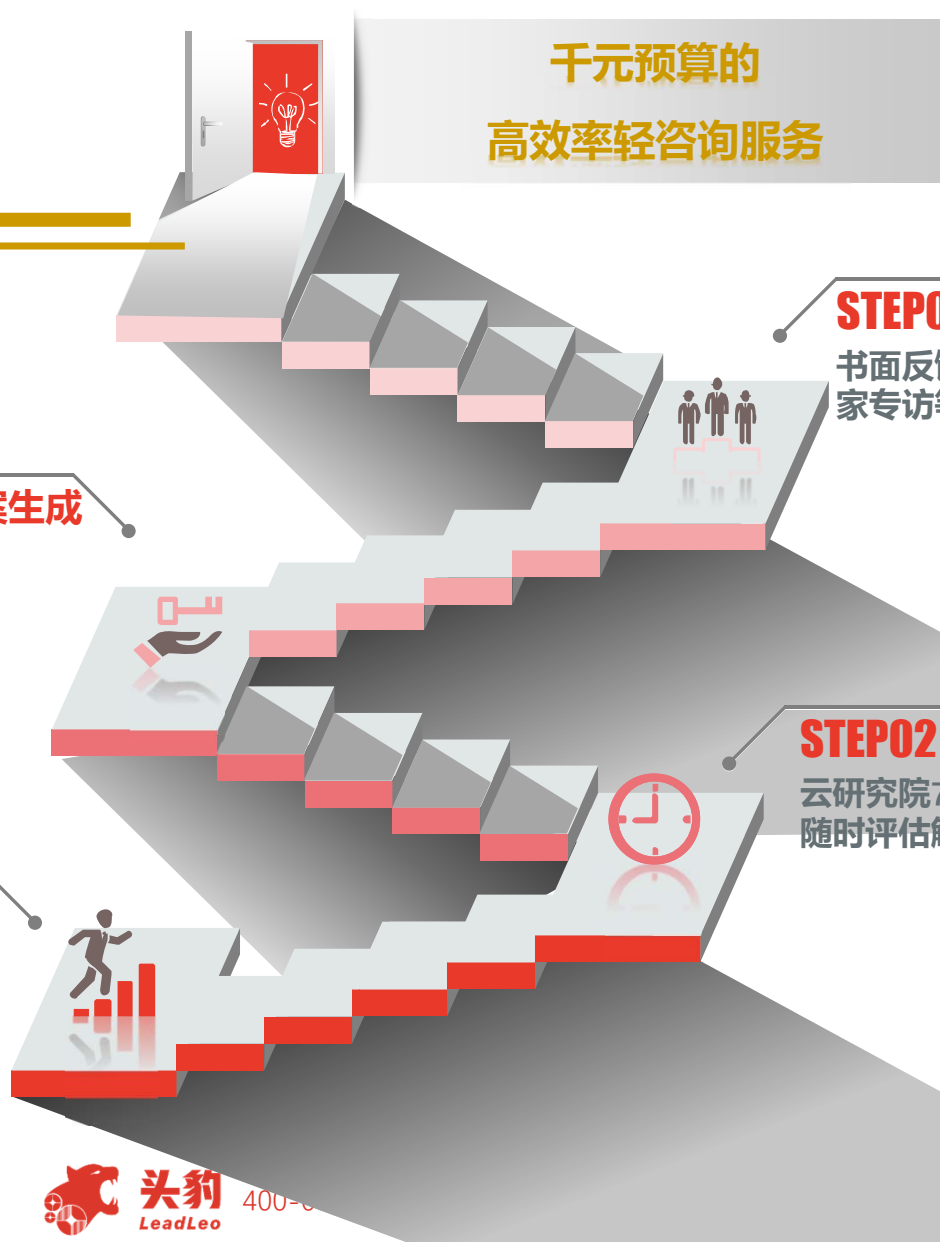 千元预算的
高效率轻咨询服务
STEP0
书面反
家专访
生成
STEP02
云研究院
随时评估
头豹
LeadLeo
400-